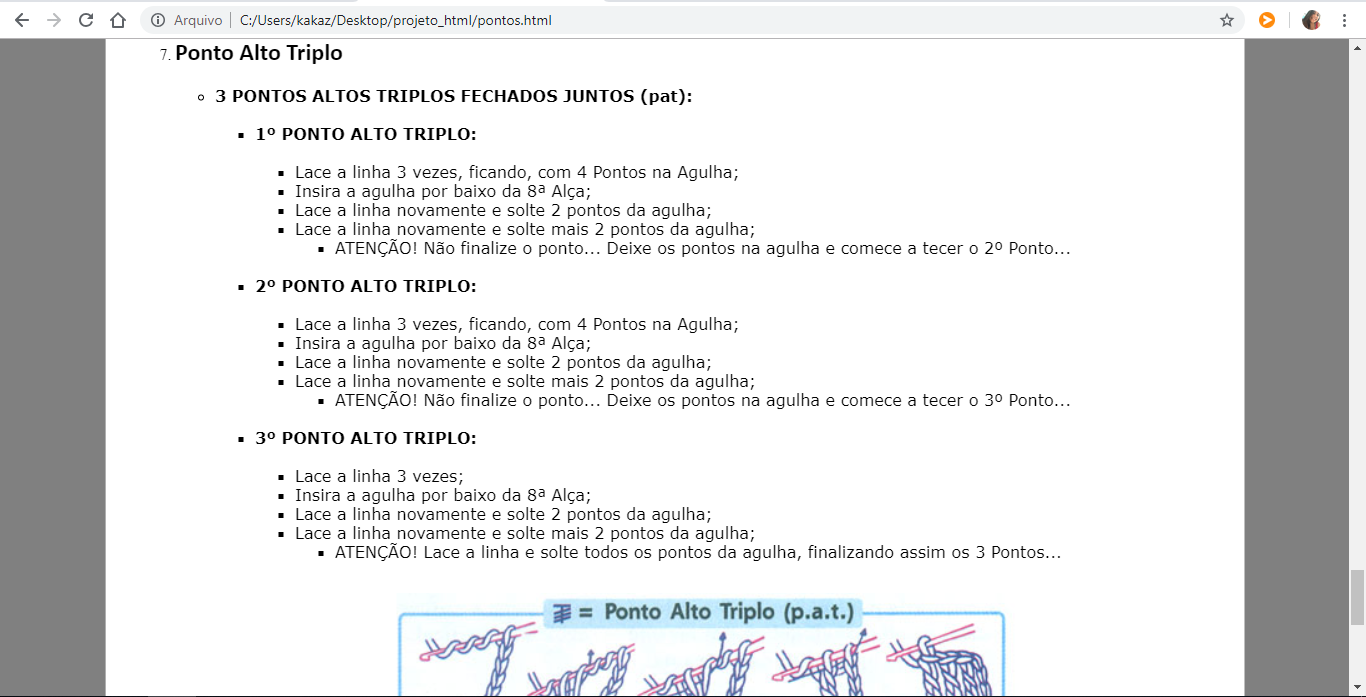 Arquivo C:/Users/kakaz/Desktop/projeto_html/pontos.html
7. Ponto Alto Triplo
3 PONTOS ALTOS TRIPLOS FECHADOS JUNTOS (pat):
1º PONTO ALTO TRIPLO:
Lace a linha 3 vezes, ficando, com 4 Pontos na Agulha;
Insira a agulha por baixo da 8ª Alça;
Lace a linha novamente e solte 2 pontos da agulha;
Lace a linha novamente e solte mais 2 pontos da agulha;
ATENÇÃO! Não finalize o ponto... Deixe os pontos na agulha e comece a tecer o 2º Ponto...
2º PONTO ALTO TRIPLO:
Lace a linha 3 vezes, ficando, com 4 Pontos na Agulha;
Insira a agulha por baixo da 8ª Alça;
Lace a linha novamente e solte 2 pontos da agulha;
Lace a linha novamente e solte mais 2 pontos da agulha;
ATENÇÃO! Não finalize o ponto... Deixe os pontos na agulha e comece a tecer o 3º Ponto...
3º PONTO ALTO TRIPLO:
Lace a linha 3 vezes;
Insira a agulha por baixo da 8ª Alça;
Lace a linha novamente e solte 2 pontos da agulha;
Lace a linha novamente e solte mais 2 pontos da agulha;
ATENÇÃO! Lace a linha e solte todos os pontos da agulha, finalizando assim os 3 Pontos...
= Ponto Alto Triplo (p.a.t.)